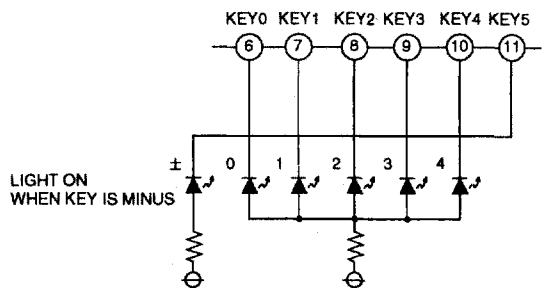 KEY0 KEY1 KEY2 KEY3 KEY4 KEY5
6 7 8 9 10 11
± 0 1 2 3 4
LIGHT ON
WHEN KEY IS MINUS